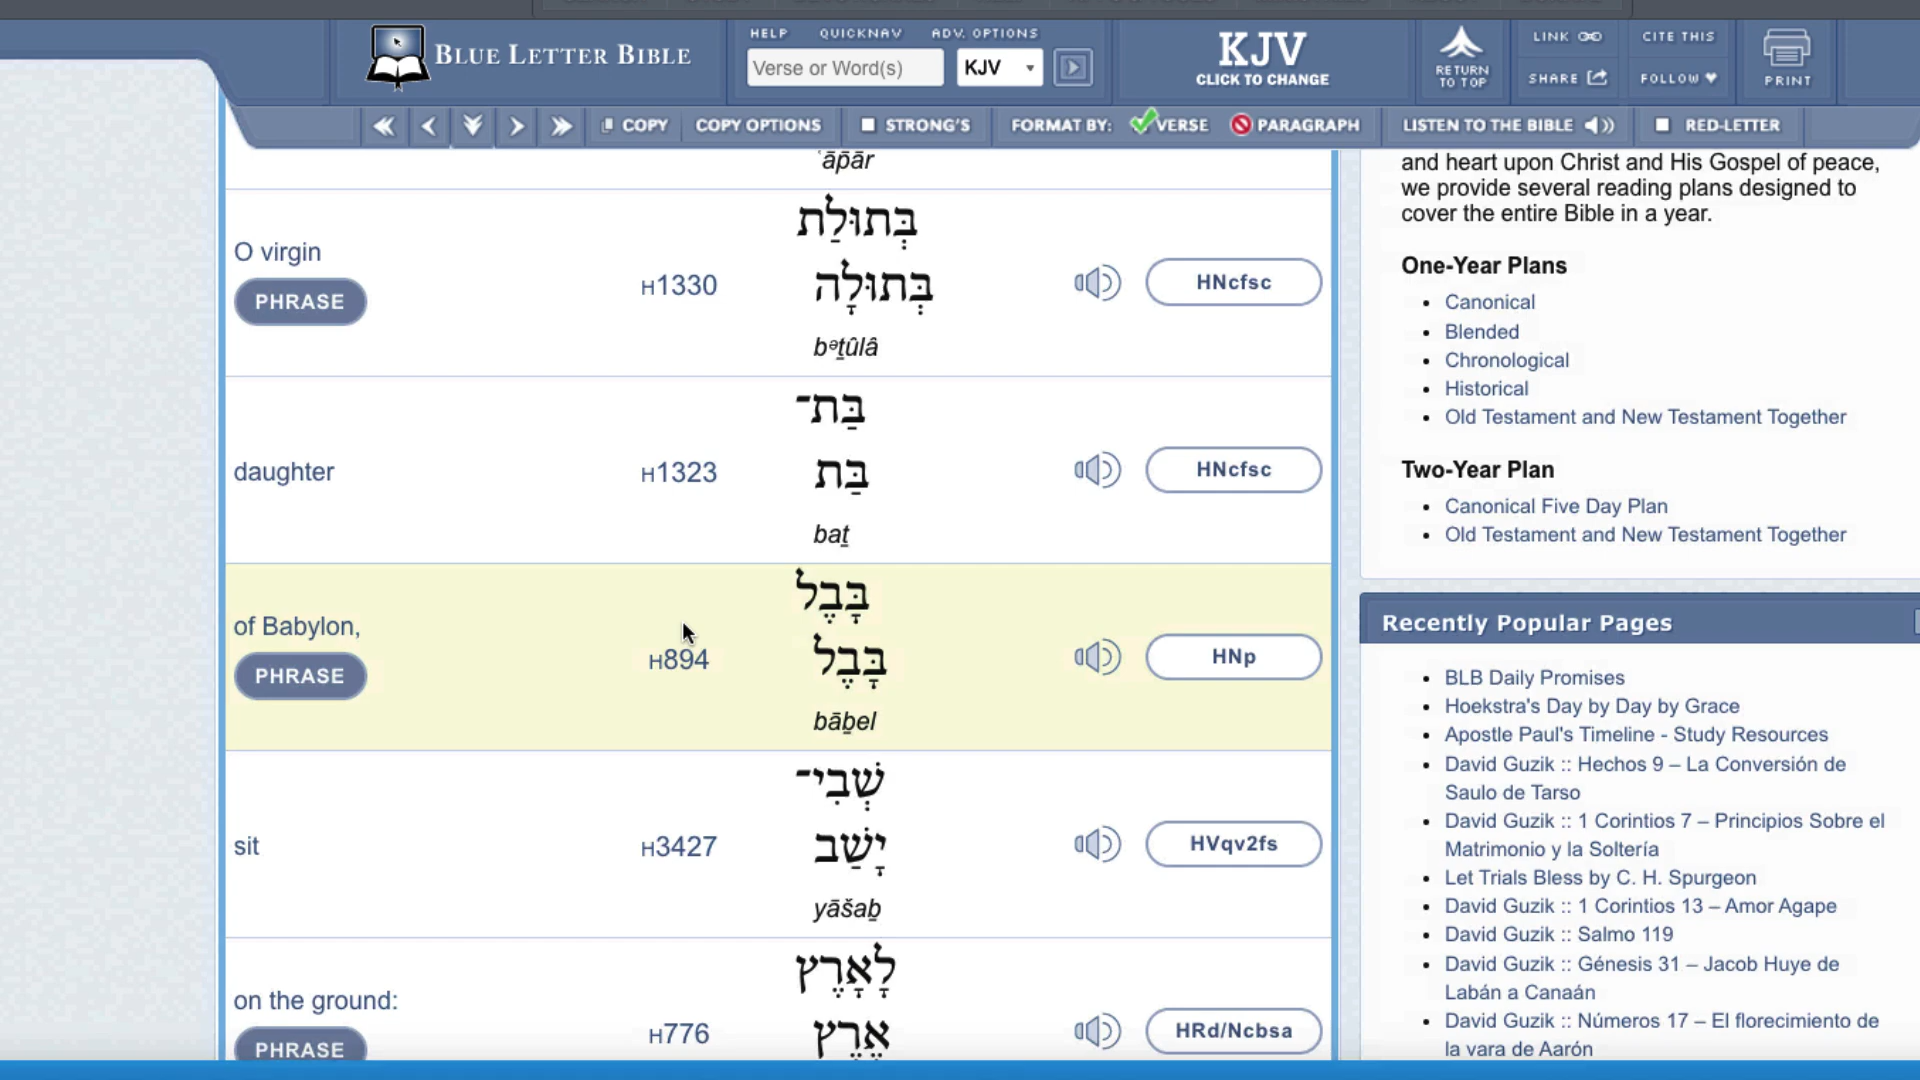 BLUE LETTER BIBLE
HELP QUICKNAV ADV. OPTIONS
Verse or Word(s) KJV
KJV
CLICK TO CHANGE
RETURN
TO TOP
LINK
SHARE
CITE THIS
FOLLOW
PRINT
COPY COPY OPTIONS STRONG'S FORMAT BY: VERSE PARAGRAPH LISTEN TO THE BIBLE RED-LETTER
ʿāp̄ār
O virgin
PHRASE
H1330
בְּתוּלַת
בְּתוּלָה
bᵊṯûlâ
HNcfsc
daughter
H1323
בַּת־
בַּת
baṯ
HNcfsc
of Babylon,
PHRASE
H894
בָּבֶל
בָּבֶל
bāḇel
HNp
sit
H3427
שְׁבִי־
יָשַׁב
yāšaḇ
HVqv2fs
on the ground:
PHRASE
H776
לָאָרֶץ
אֶרֶץ
HRd/Ncbsa
and heart upon Christ and His Gospel of peace,
we provide several reading plans designed to
cover the entire Bible in a year.
One-Year Plans
Canonical
Blended
Chronological
Historical
Old Testament and New Testament Together
Two-Year Plan
Canonical Five Day Plan
Old Testament and New Testament Together
Recently Popular Pages
BLB Daily Promises
Hoekstra's Day by Day by Grace
Apostle Paul's Timeline - Study Resources
David Guzik :: Hechos 9 – La Conversión de
Saulo de Tarso
David Guzik :: 1 Corintios 7 – Principios Sobre el
Matrimonio y la Soltería
Let Trials Bless by C. H. Spurgeon
David Guzik :: 1 Corintios 13 – Amor Agape
David Guzik :: Salmo 119
David Guzik :: Génesis 31 – Jacob Huye de
Labán a Canaán
David Guzik :: Números 17 – El florecimiento de
la vara de Aarón